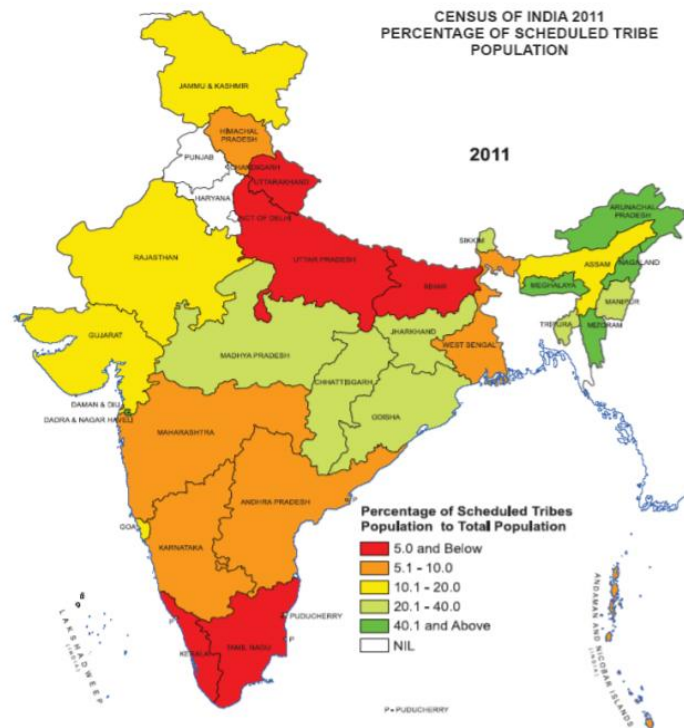 CENSUS OF INDIA 2011
PERCENTAGE OF SCHEDULED TRIBE
POPULATION
2011
JAMMU & KASHMIR
HIMACHAL
PRADESH
PUNJAB
CHANDIGARH
UTTARAKHAND
HARYANA
NCT OF DELHI
ARUNACHAL
PRADESH
SIKKIM
RAJASTHAN
UTTAR PRADESH
ASSAM
NAGALAND
BIHAR
MEGHALAYA
MANIPUR
GUJARAT
JHARKHAND
TRIPURA
MIZORAM
MADHYA PRADESH
WEST BENGAL
CHHATTISGARH
DAMAN & DIU
ODISHA
DADRA & NAGAR HAVELI
MAHARASHTRA
ANDHRA PRADESH
P
GOA
KARNATAKA
Percentage of Scheduled Tribes
Population to Total Population
5.0 and Below
5.1 - 10.0
10.1 - 20.0
20.1 - 40.0
40.1 and Above
NIL
PUDUCHERRY
P
P
KERALA
TAMIL NADU
LAKSHADWEEP
(INDIA)
ANDAMAN AND NICOBAR ISLANDS
(INDIA)
P = PUDUCHERRY